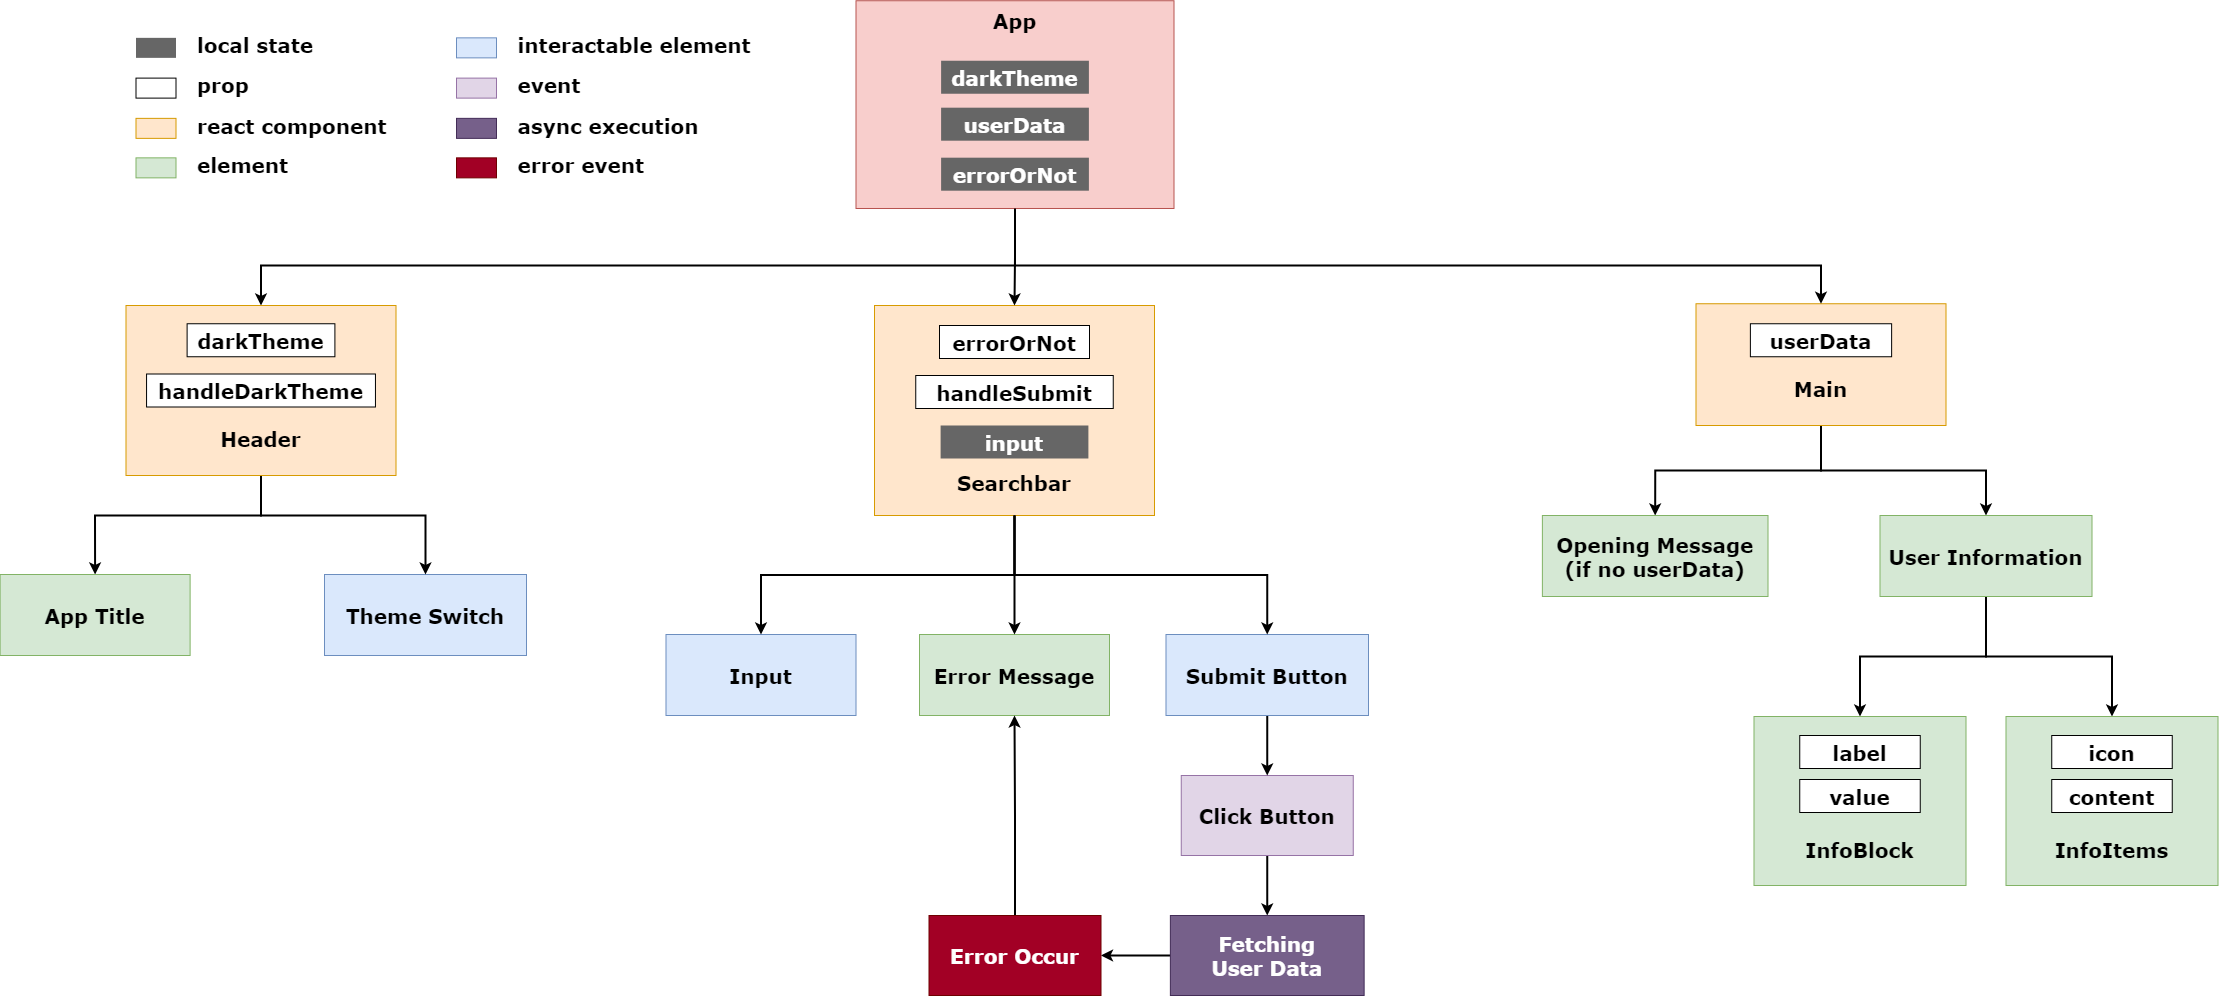 local state
prop
react component
element
interactable element
event
async execution
error event
App
darkTheme
userData
errorOrNot
darkTheme
handleDarkTheme
Header
errorOrNot
handleSubmit
input
Searchbar
userData
Main
App Title
Theme Switch
Input
Error Message
Submit Button
Click Button
Fetching
User Data
Error Occur
Opening Message
(if no userData)
User Information
label
value
InfoBlock
icon
content
InfoItems